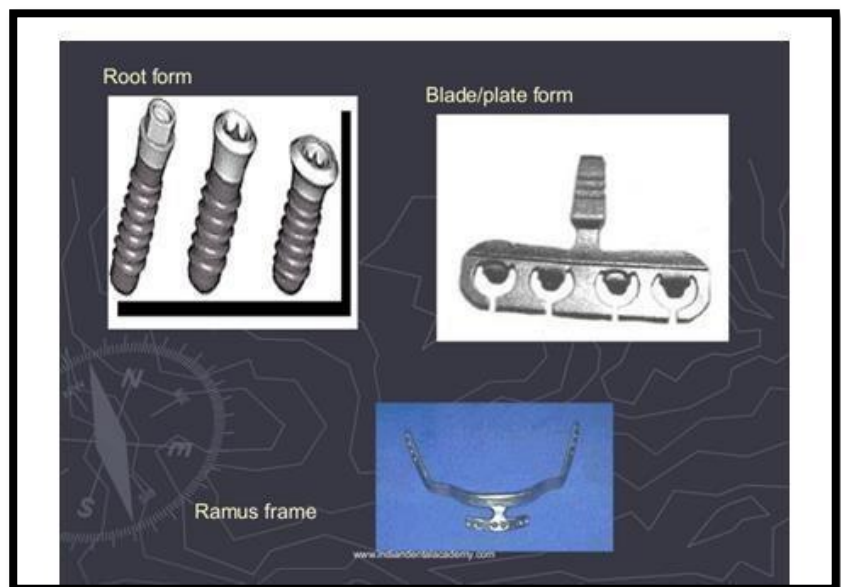 Root form
Blade/plate form
Ramus frame
www.indiandentalacademy.com
N
m
S